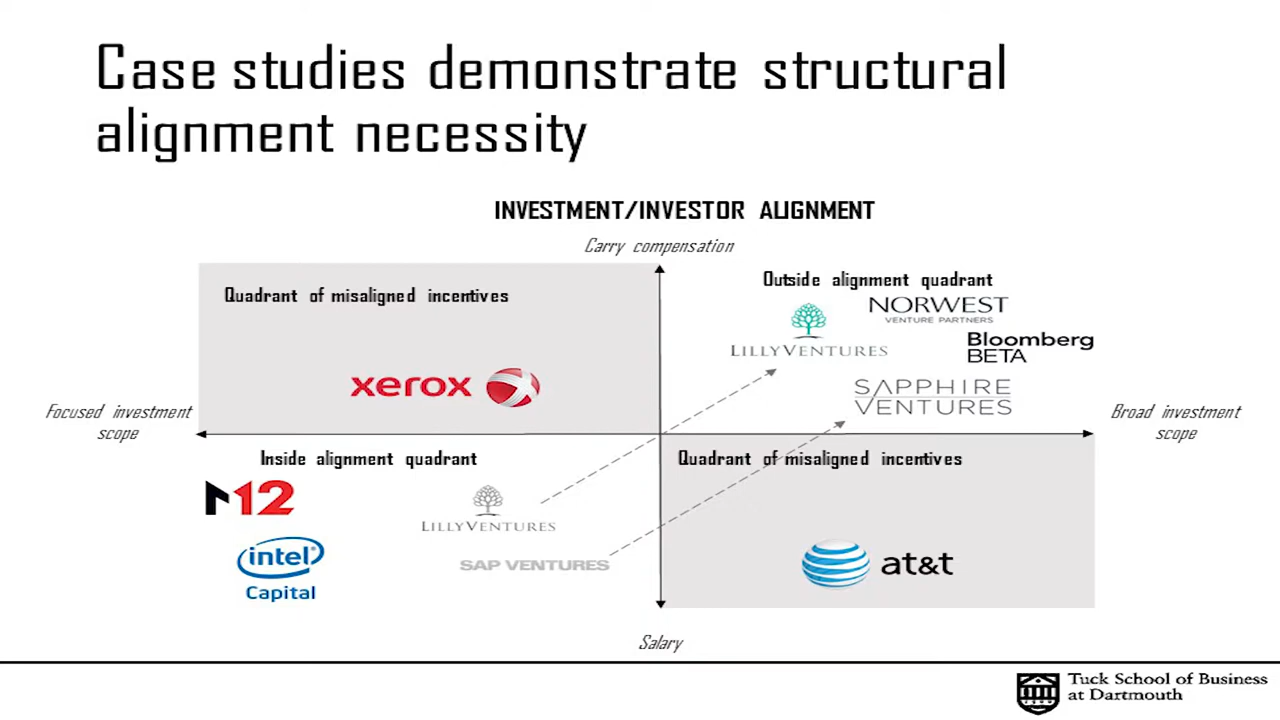 Case studies demonstrate structural
alignment necessity
INVESTMENT/INVESTOR ALIGNMENT
Carry compensation
Quadrant of misaligned incentives
xerox
Outside alignment quadrant
NORWEST
VENTURE PARTNERS
LILLYVENTURES
Bloomberg
BETA
SAPPHIRE
VENTURES
Focused investment
scope
Broad investment
scope
Inside alignment quadrant
M12
intel®
Capital
LILLYVENTURES
SAP VENTURES
Quadrant of misaligned incentives
at&t
Salary
Tuck School of Business
at Dartmouth